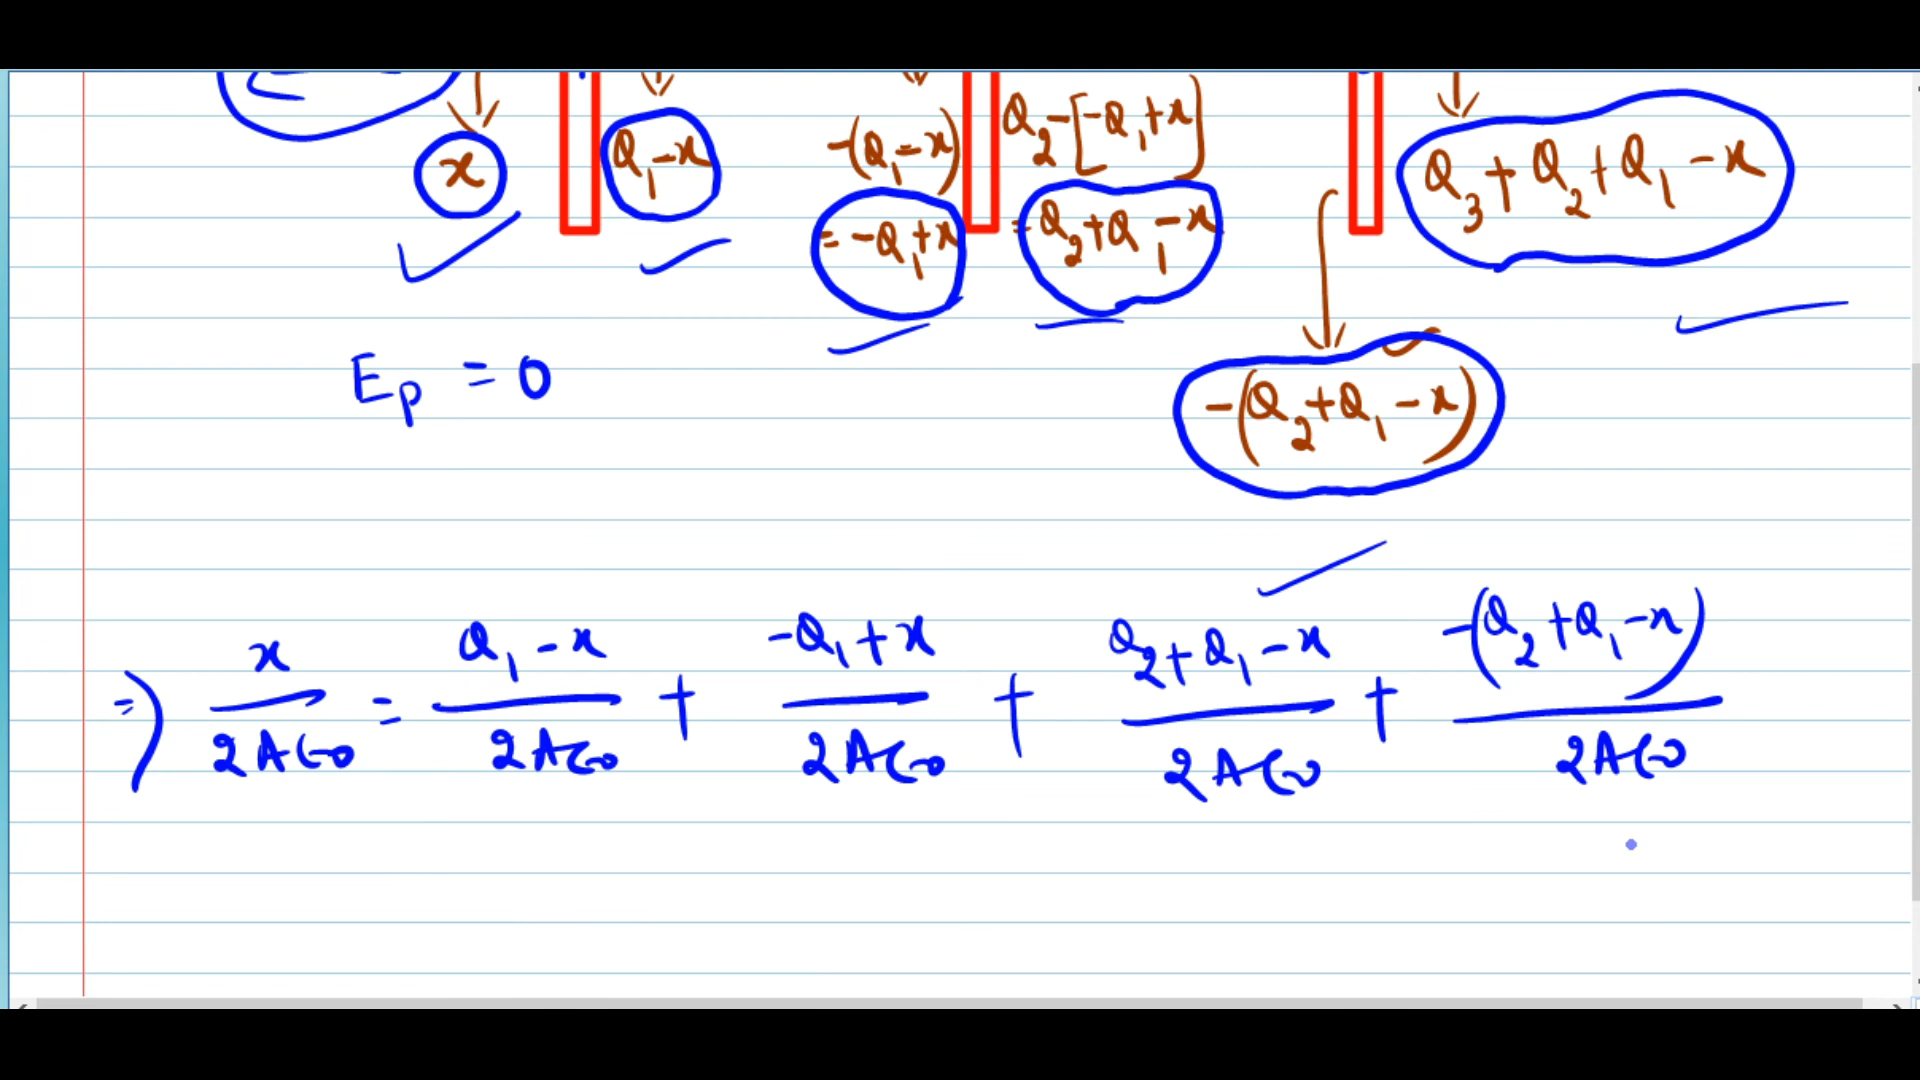 x
Q₁-x
-(Q₁-x)
= -Q₁+x
Q₂-[-Q₁+x]
= Q₂+Q₁-x
Q₃+Q₂+Q₁-x
-(Q₂+Q₁-x)
E_p = 0
⇒ x/2A∈₀ = Q₁-x/2A∈₀ + -Q₁+x/2A∈₀ + Q₂+Q₁-x/2A∈₀ + -(Q₂+Q₁-x)/2A∈₀